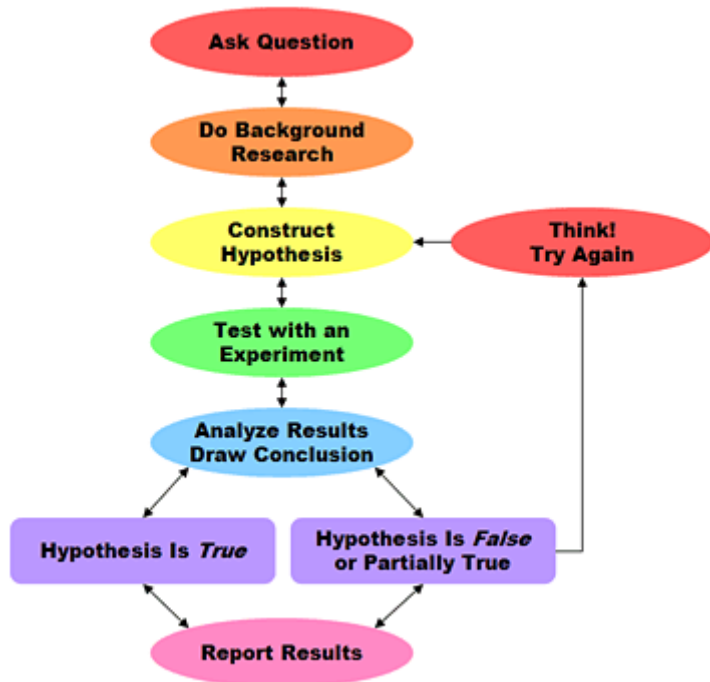 Ask Question
Do Background
Research
Construct
Hypothesis
Think!
Try Again
Test with an
Experiment
Analyze Results
Draw Conclusion
Hypothesis Is True
Hypothesis Is False
or Partially True
Report Results